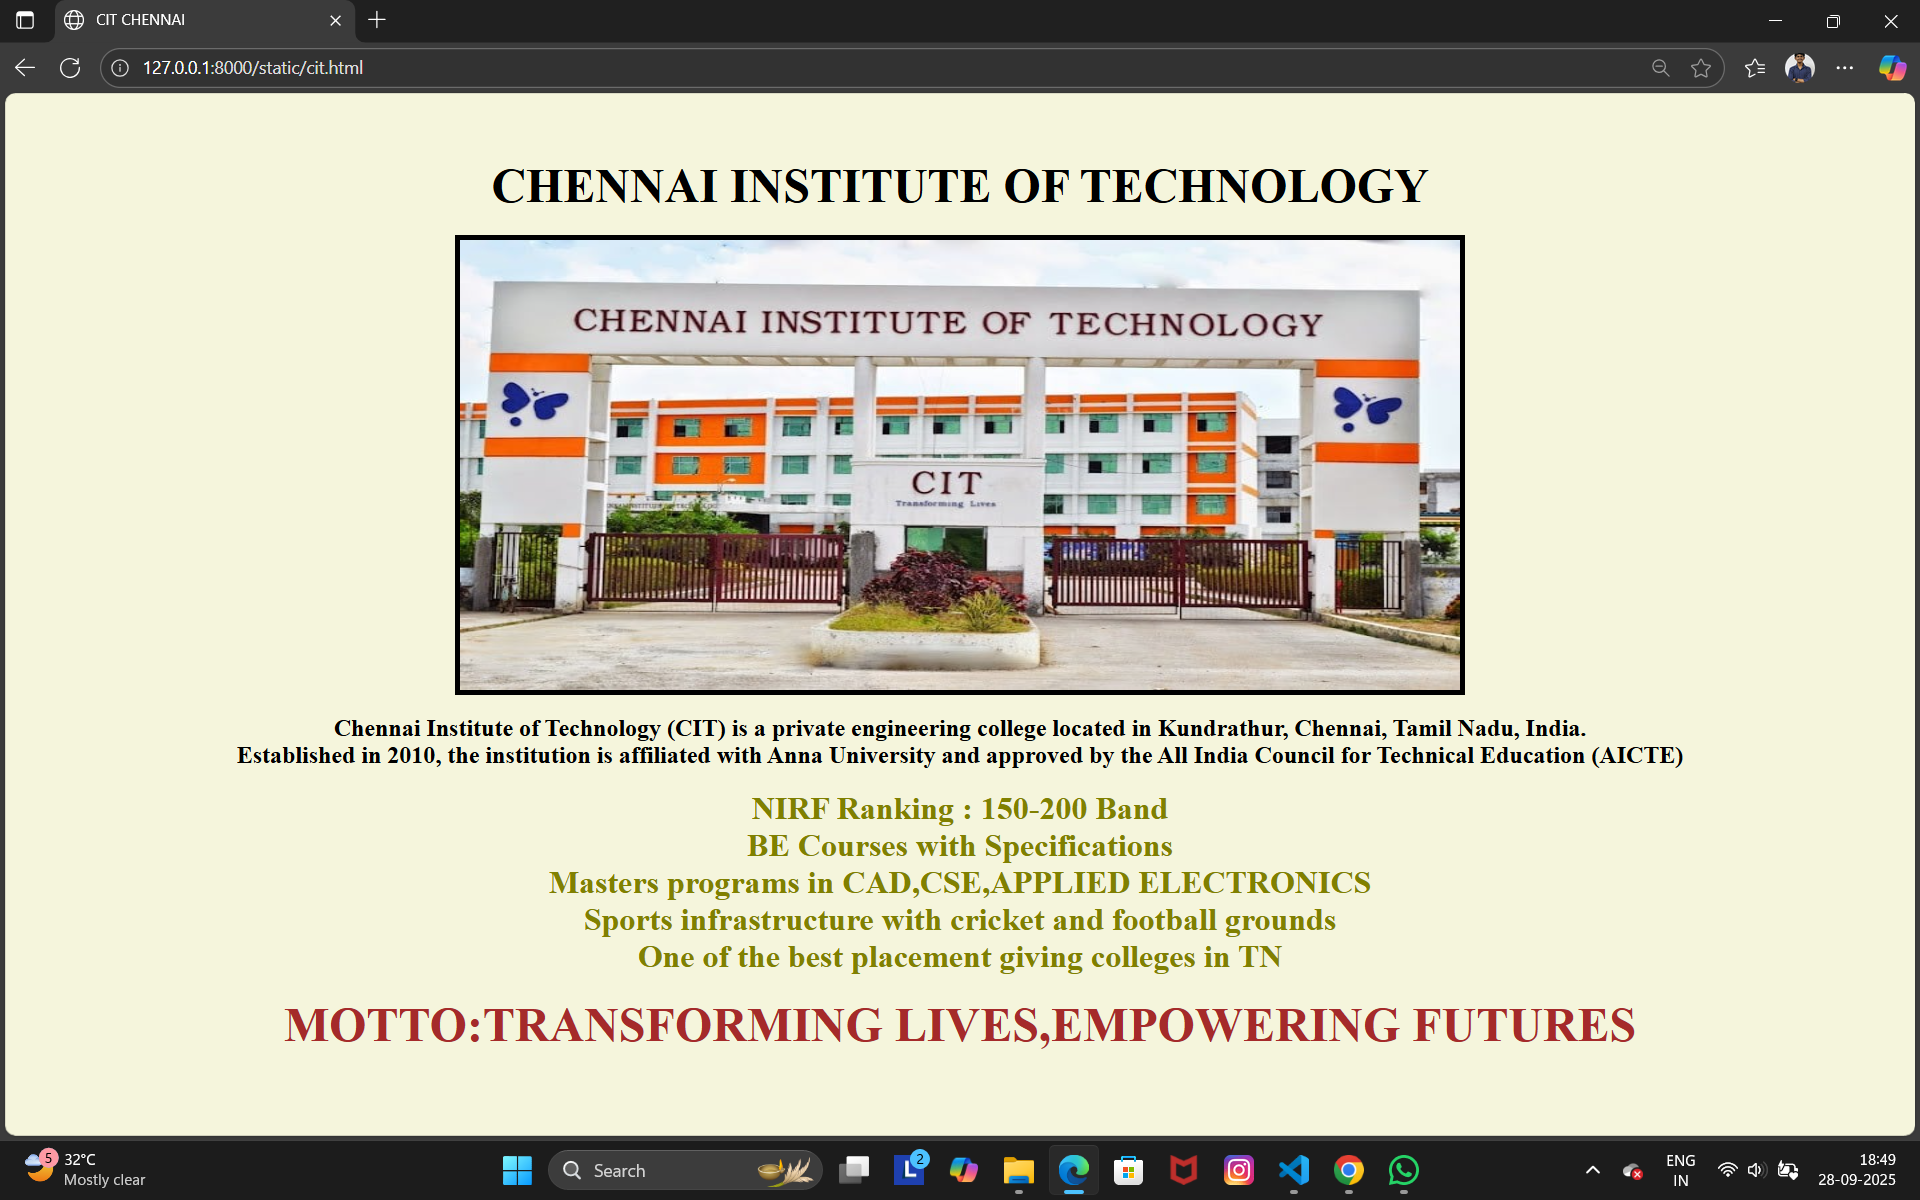 CIT CHENNAI
127.0.0.1:8000/static/cit.html
CHENNAI INSTITUTE OF TECHNOLOGY
CHENNAI INSTITUTE OF TECHNOLOGY
CIT
Transforming Lives
Chennai Institute of Technology (CIT) is a private engineering college located in Kundrathur, Chennai, Tamil Nadu, India.
Established in 2010, the institution is affiliated with Anna University and approved by the All India Council for Technical Education (AICTE)
NIRF Ranking : 150-200 Band
BE Courses with Specifications
Masters programs in CAD,CSE,APPLIED ELECTRONICS
Sports infrastructure with cricket and football grounds
One of the best placement giving colleges in TN
MOTTO:TRANSFORMING LIVES,EMPOWERING FUTURES
5
32°C
Mostly clear
Search
L
2
ENG
IN
18:49
28-09-2025